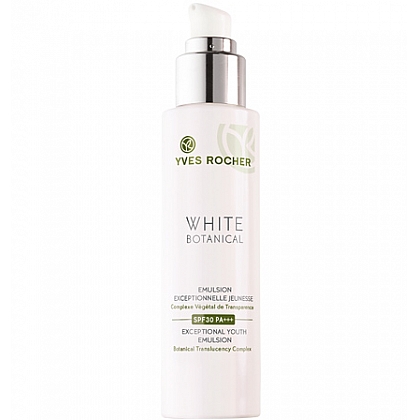 YVES ROCHER
WHITE
BOTANICAL
EMULSION
EXCEPTIONNELLE JEUNESSE
Complexe Végétal de Transparence
SPF30 PA+++
EXCEPTIONAL YOUTH
EMULSION
Botanical Translucency Complex